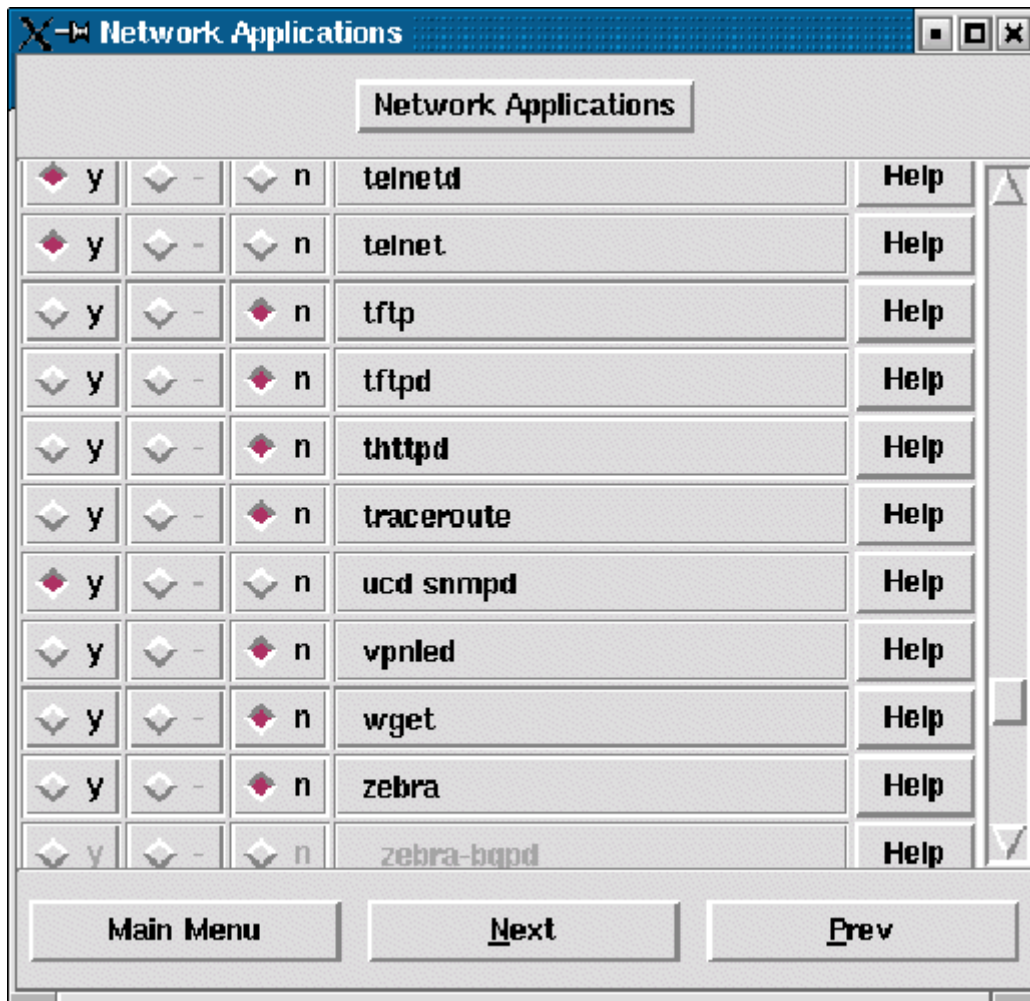 Network Applications
Network Applications
y - n telnetd Help
y - n telnet Help
y - n tftp Help
y - n tftpd Help
y - n thttpd Help
y - n traceroute Help
y - n ucd snmpd Help
y - n vpnled Help
y - n wget Help
y - n zebra Help
y - n zebra-bgpd Help
Main Menu Next Prev